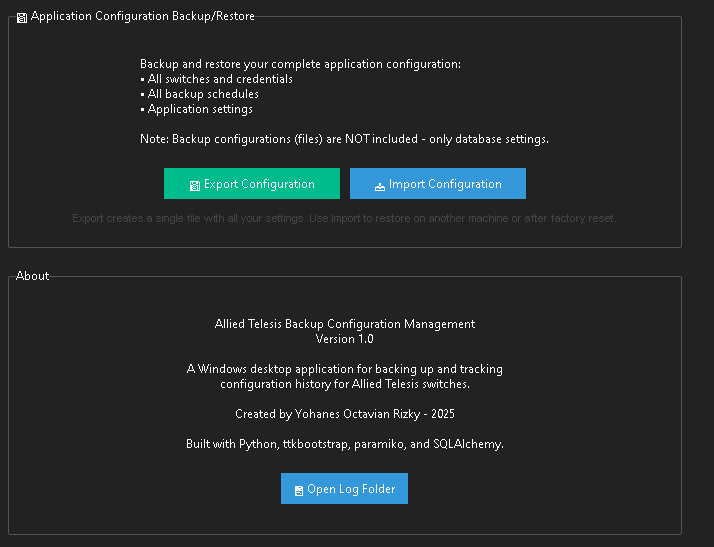 Application Configuration Backup/Restore
Backup and restore your complete application configuration:
• All switches and credentials
• All backup schedules
• Application settings
Note: Backup configurations (files) are NOT included - only database settings.
Export Configuration
Import Configuration
Export creates a single file with all your settings. Use Import to restore on another machine or after factory reset.
About
Allied Telesis Backup Configuration Management
Version 1.0
A Windows desktop application for backing up and tracking
configuration history for Allied Telesis switches.
Created by Yohanes Octavian Rizky - 2025
Built with Python, ttkbootstrap, paramiko, and SQLAlchemy.
Open Log Folder